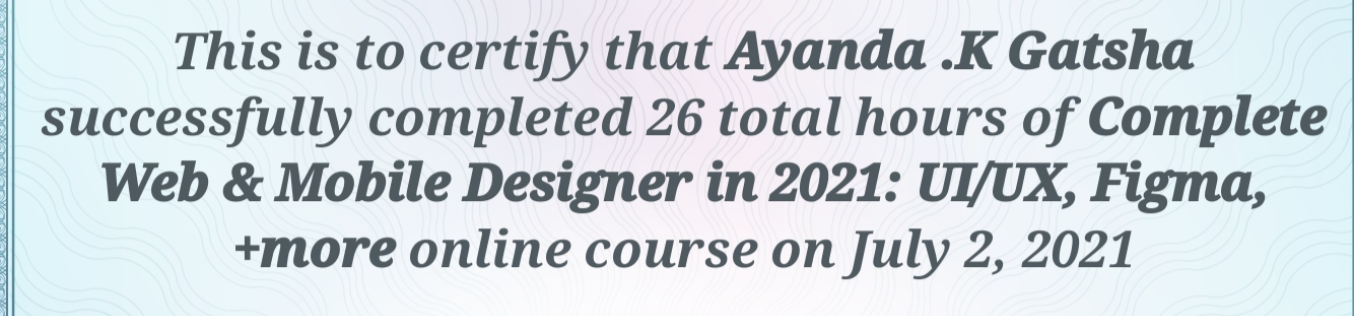 This is to certify that Ayanda .K Gatsha
successfully completed 26 total hours of Complete
Web & Mobile Designer in 2021: UI/UX, Figma,
+more online course on July 2, 2021